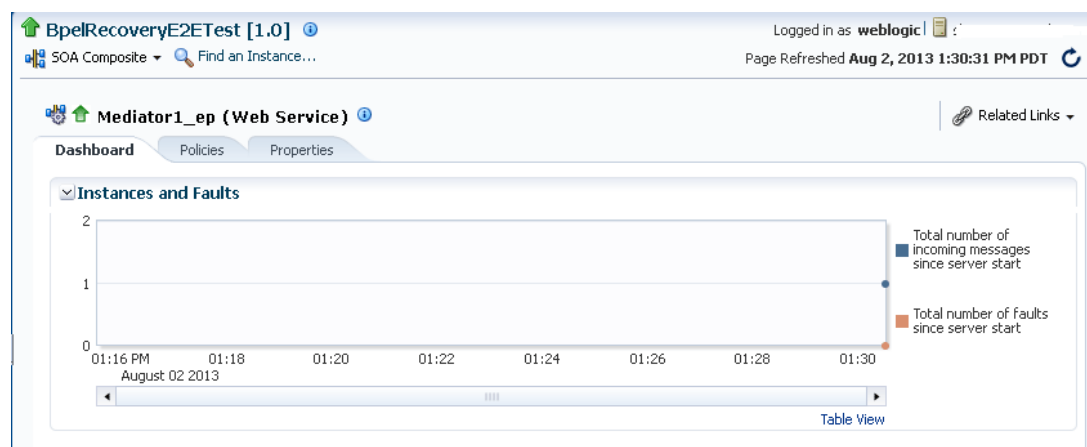 BpelRecoveryE2ETest [1.0]
Logged in as weblogic
SOA Composite
Find an Instance...
Page Refreshed Aug 2, 2013 1:30:31 PM PDT
Mediator1_ep (Web Service)
Related Links
Dashboard
Policies
Properties
Instances and Faults
2
1
0
Total number of
incoming messages
since server start
Total number of faults
since server start
01:16 PM 01:18 01:20 01:22 01:24 01:26 01:28 01:30
August 02 2013
Table View